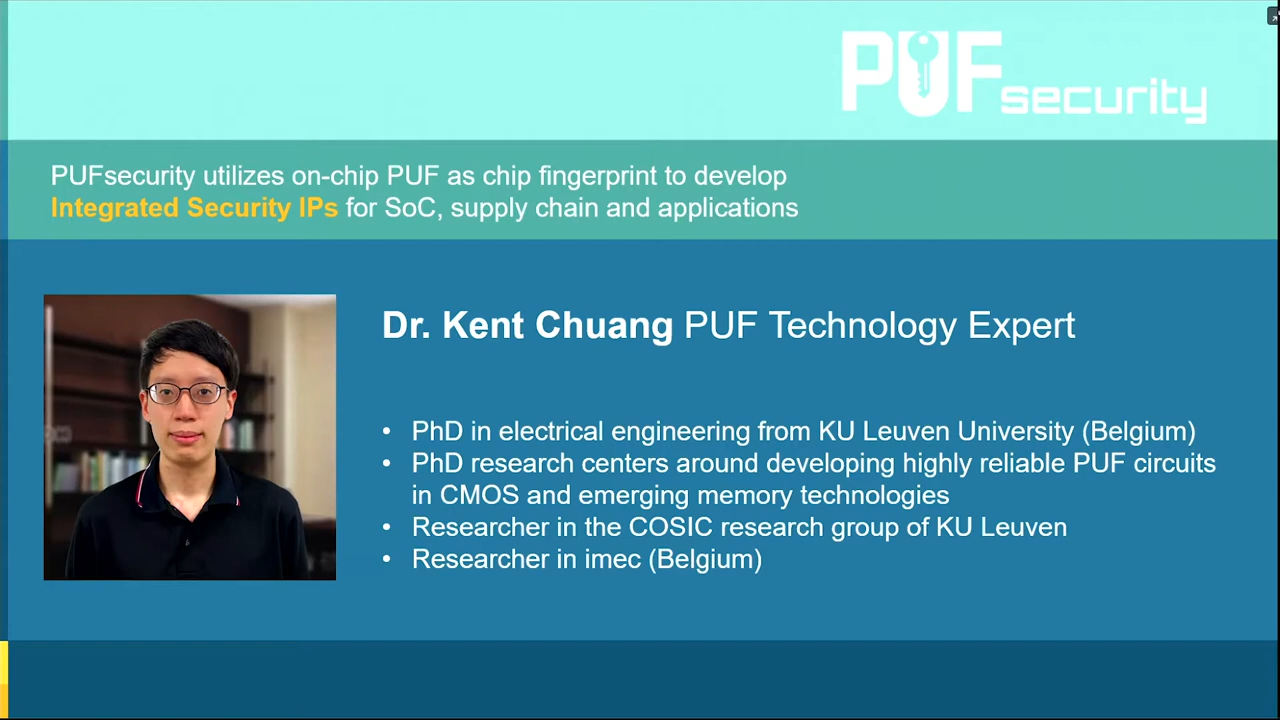 PUFsecurity
PUFsecurity utilizes on-chip PUF as chip fingerprint to develop
Integrated Security IPs for SoC, supply chain and applications
Dr. Kent Chuang PUF Technology Expert
• PhD in electrical engineering from KU Leuven University (Belgium)
• PhD research centers around developing highly reliable PUF circuits
in CMOS and emerging memory technologies
• Researcher in the COSIC research group of KU Leuven
• Researcher in imec (Belgium)